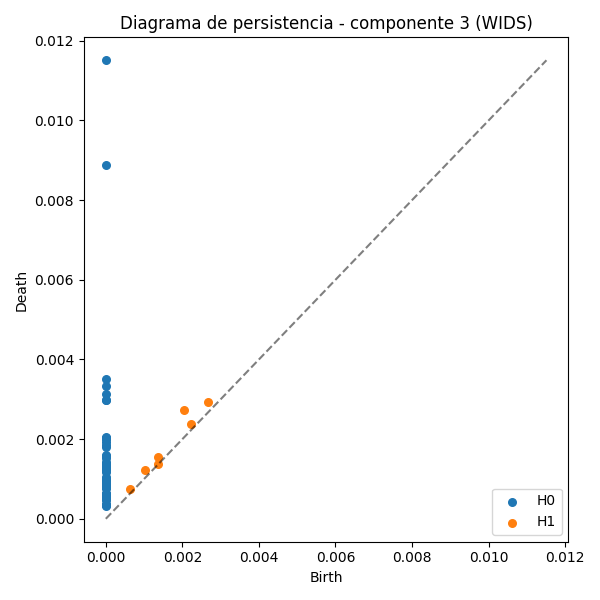 Diagrama de persistencia - componente 3 (WIDS)
0.012
0.010
0.008
0.006
0.004
0.002
0.000
Death
0.000 0.002 0.004 0.006 0.008 0.010 0.012
Birth
H0
H1